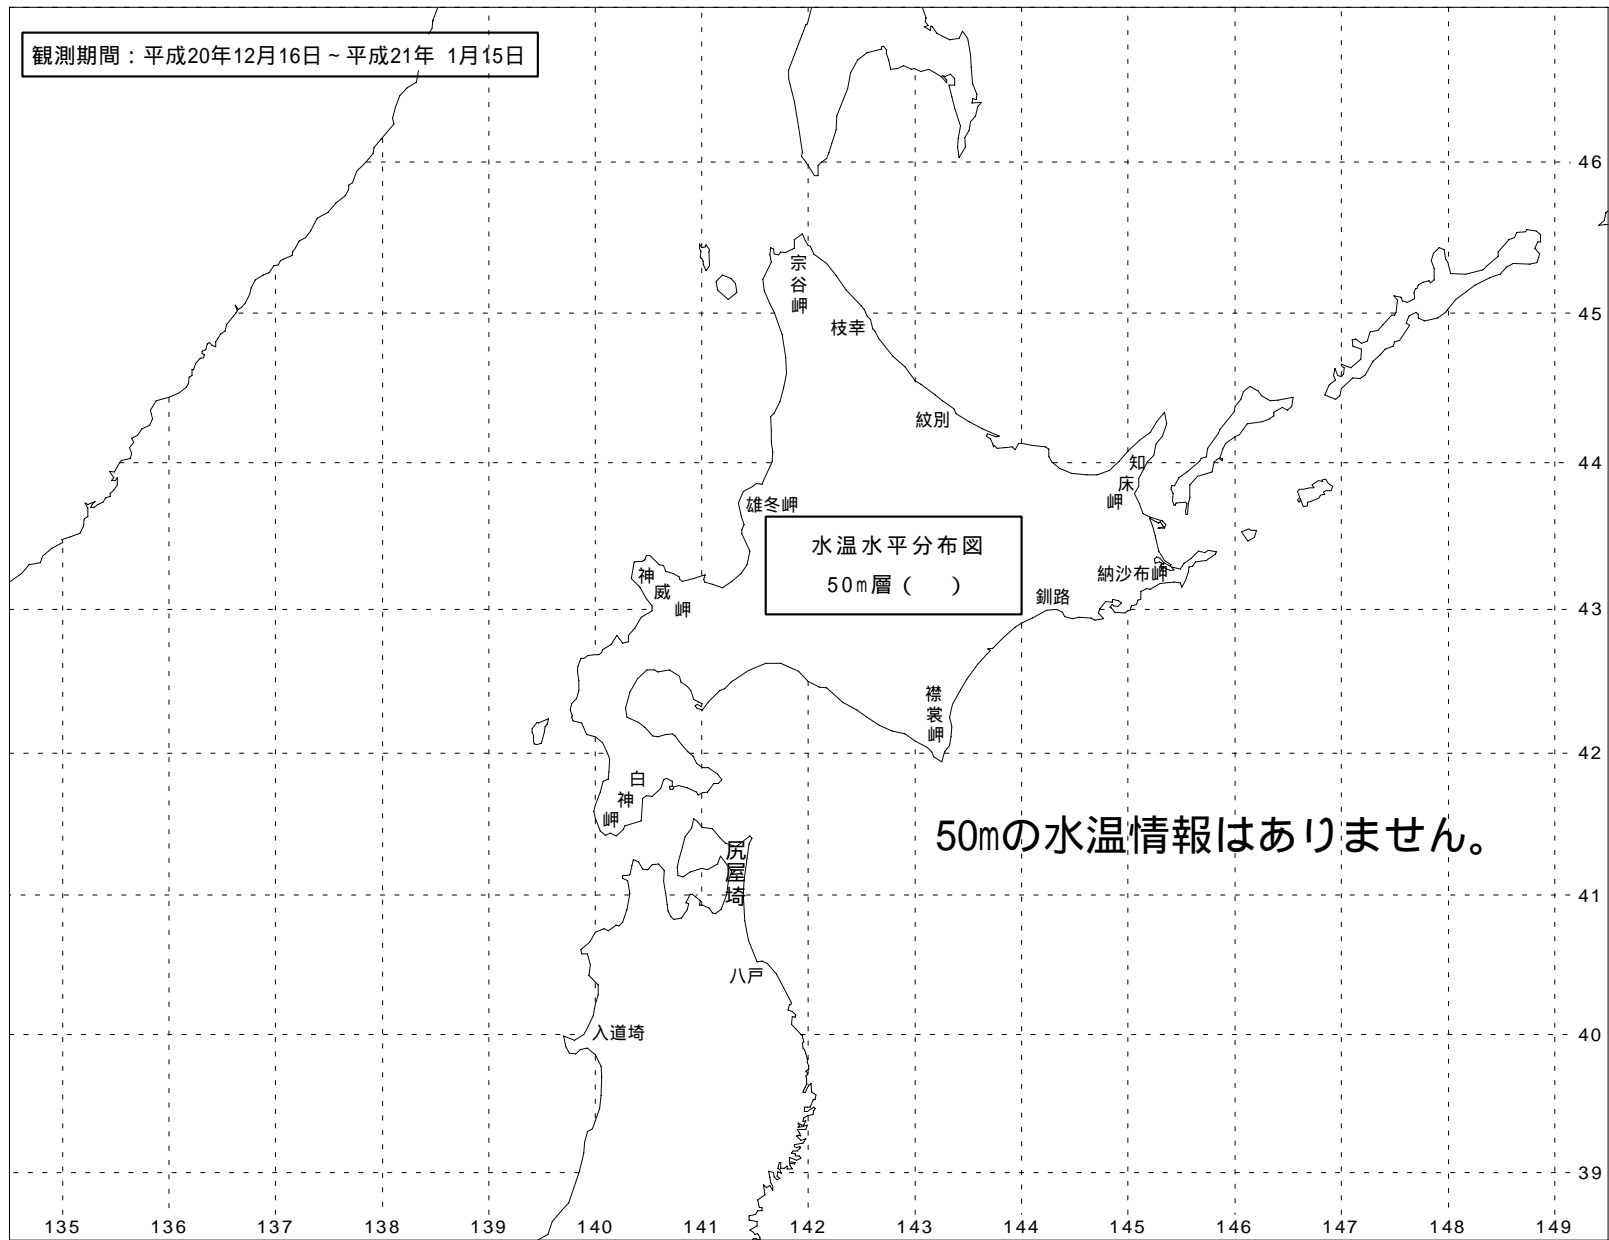 観測期間：平成20年12月16日～平成21年 1月15日
46
宗谷岬
45
枝幸
紋別
44
知床岬
雄冬岬
水温水平分布図
50m層（　）
神威岬
納沙布岬
釧路
43
襟裳岬
42
白神岬
50mの水温情報はありません。
尻屋埼
41
八戸
入道埼
40
39
135 136 137 138 139 140 141 142 143 144 145 146 147 148 149